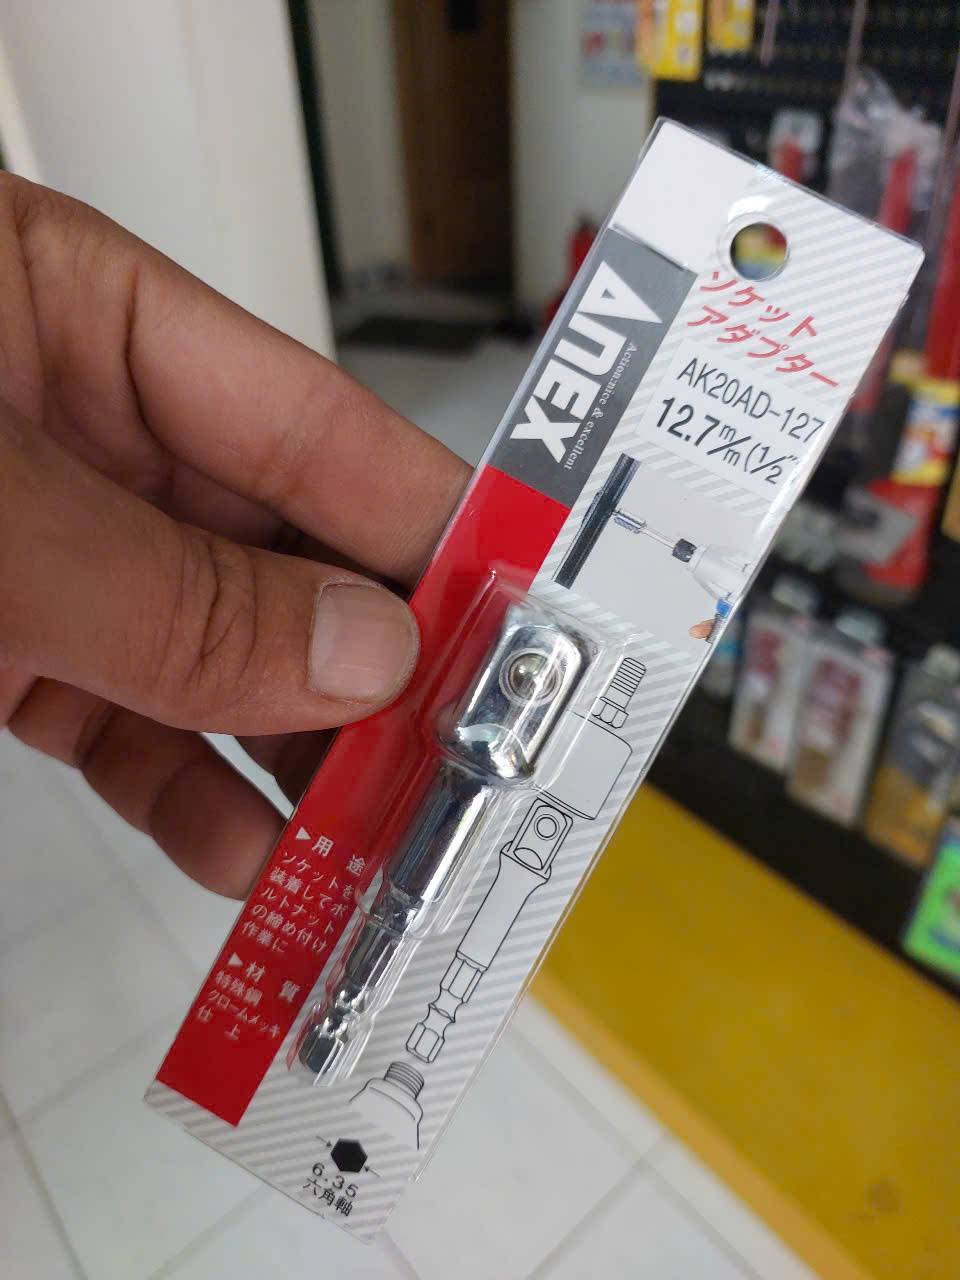 ANEX
Action-nice & excellent
ソケット
アダプター
AK20AD-127
12.7m/m(1/2"
▶用 途
ソケットを
装着してボ
ルトナット
の締め付け
作業に
▶材 質
特殊鋼
クロームメッキ
仕 上
6.35
六角軸